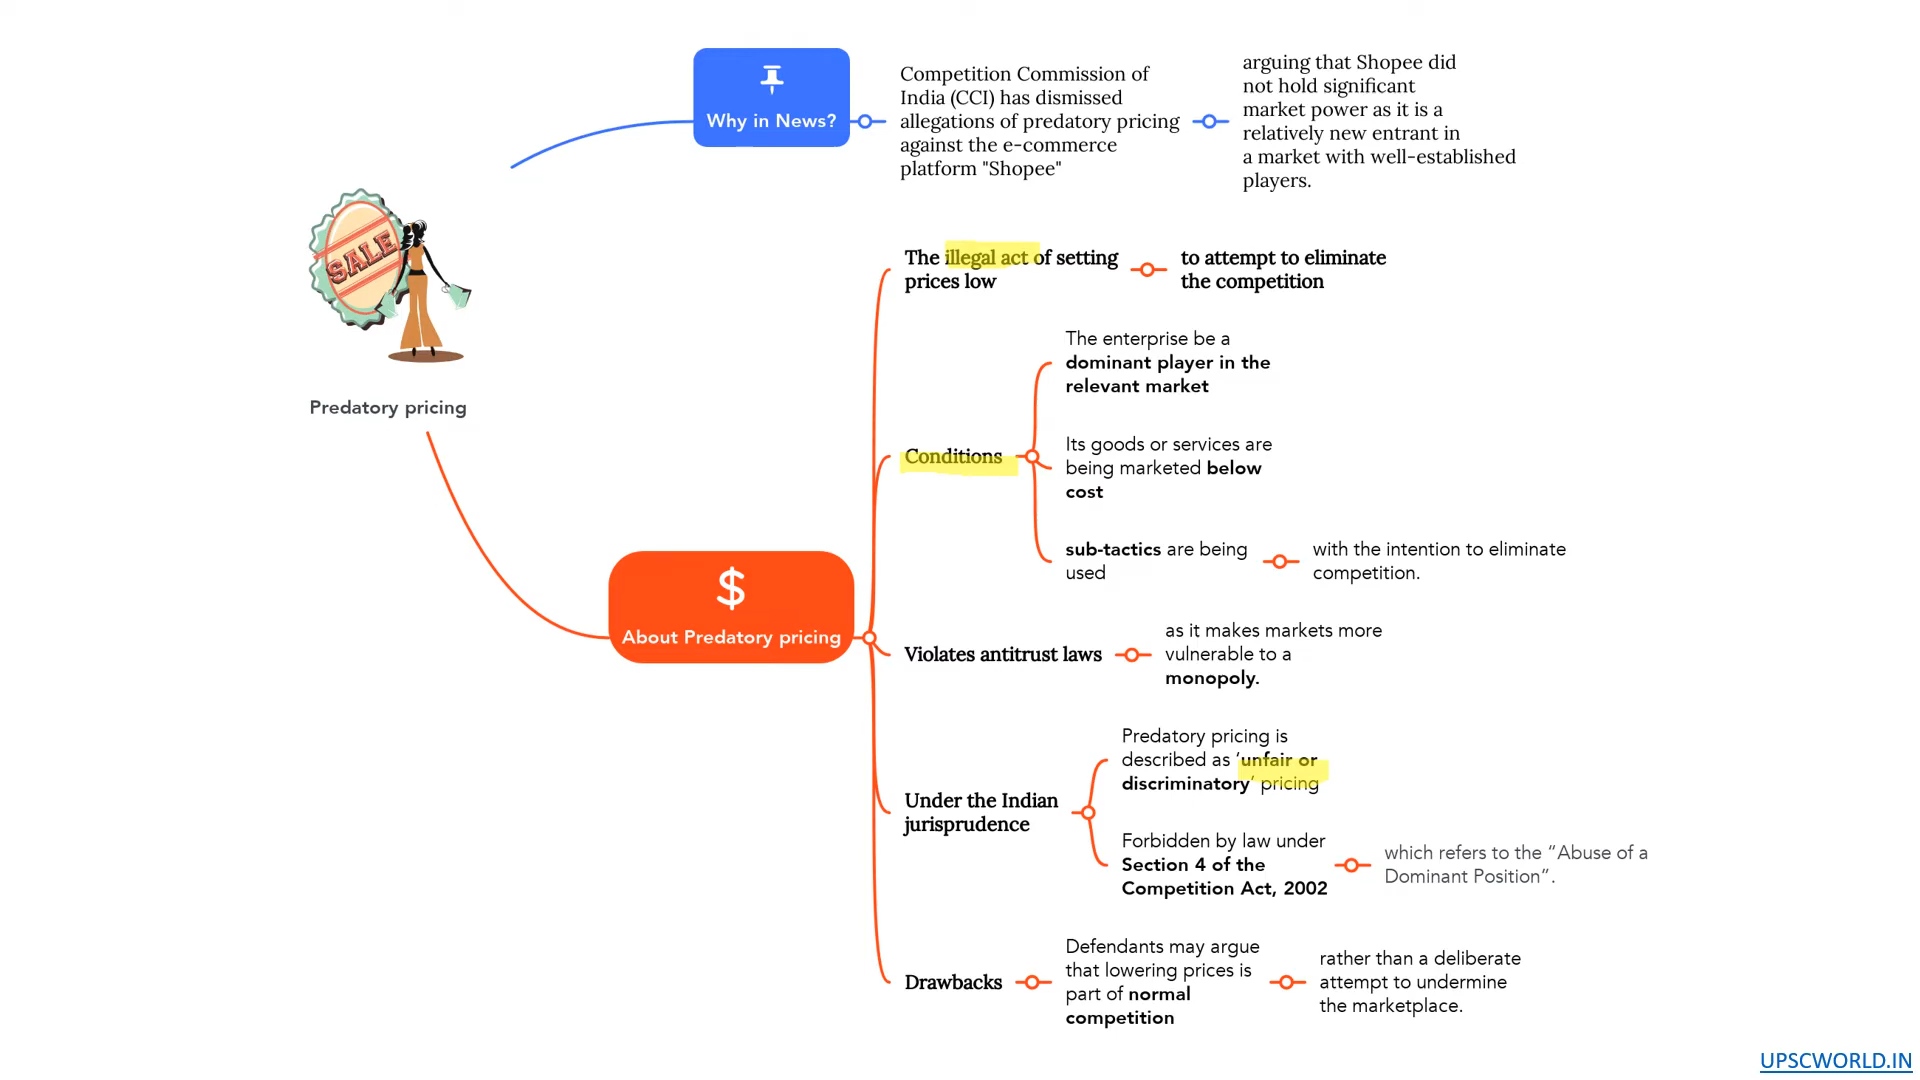 Why in News?
Competition Commission of
India (CCI) has dismissed
allegations of predatory pricing
against the e-commerce
platform "Shopee"
arguing that Shopee did
not hold significant
market power as it is a
relatively new entrant in
a market with well-established
players.
SALE
Predatory pricing
$
About Predatory pricing
The illegal act of setting
prices low
to attempt to eliminate
the competition
Conditions
The enterprise be a
dominant player in the
relevant market
Its goods or services are
being marketed below
cost
sub-tactics are being
used
with the intention to eliminate
competition.
Violates antitrust laws
as it makes markets more
vulnerable to a
monopoly.
Under the Indian
jurisprudence
Predatory pricing is
described as ‘unfair or
discriminatory’ pricing
Forbidden by law under
Section 4 of the
Competition Act, 2002
which refers to the “Abuse of a
Dominant Position”.
Drawbacks
Defendants may argue
that lowering prices is
part of normal
competition
rather than a deliberate
attempt to undermine
the marketplace.
UPSCWORLD.IN